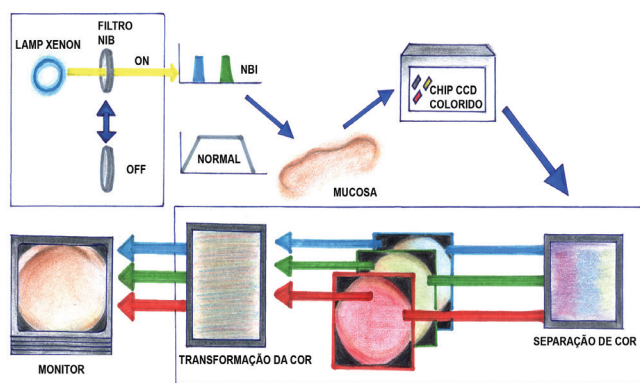 LAMP XENON
FILTRO
NIB
ON
OFF
NBI
NORMAL
MUCOSA
CHIP CCD
COLORIDO
MONITOR
TRANSFORMAÇÃO DA COR
SEPARAÇÃO DE COR